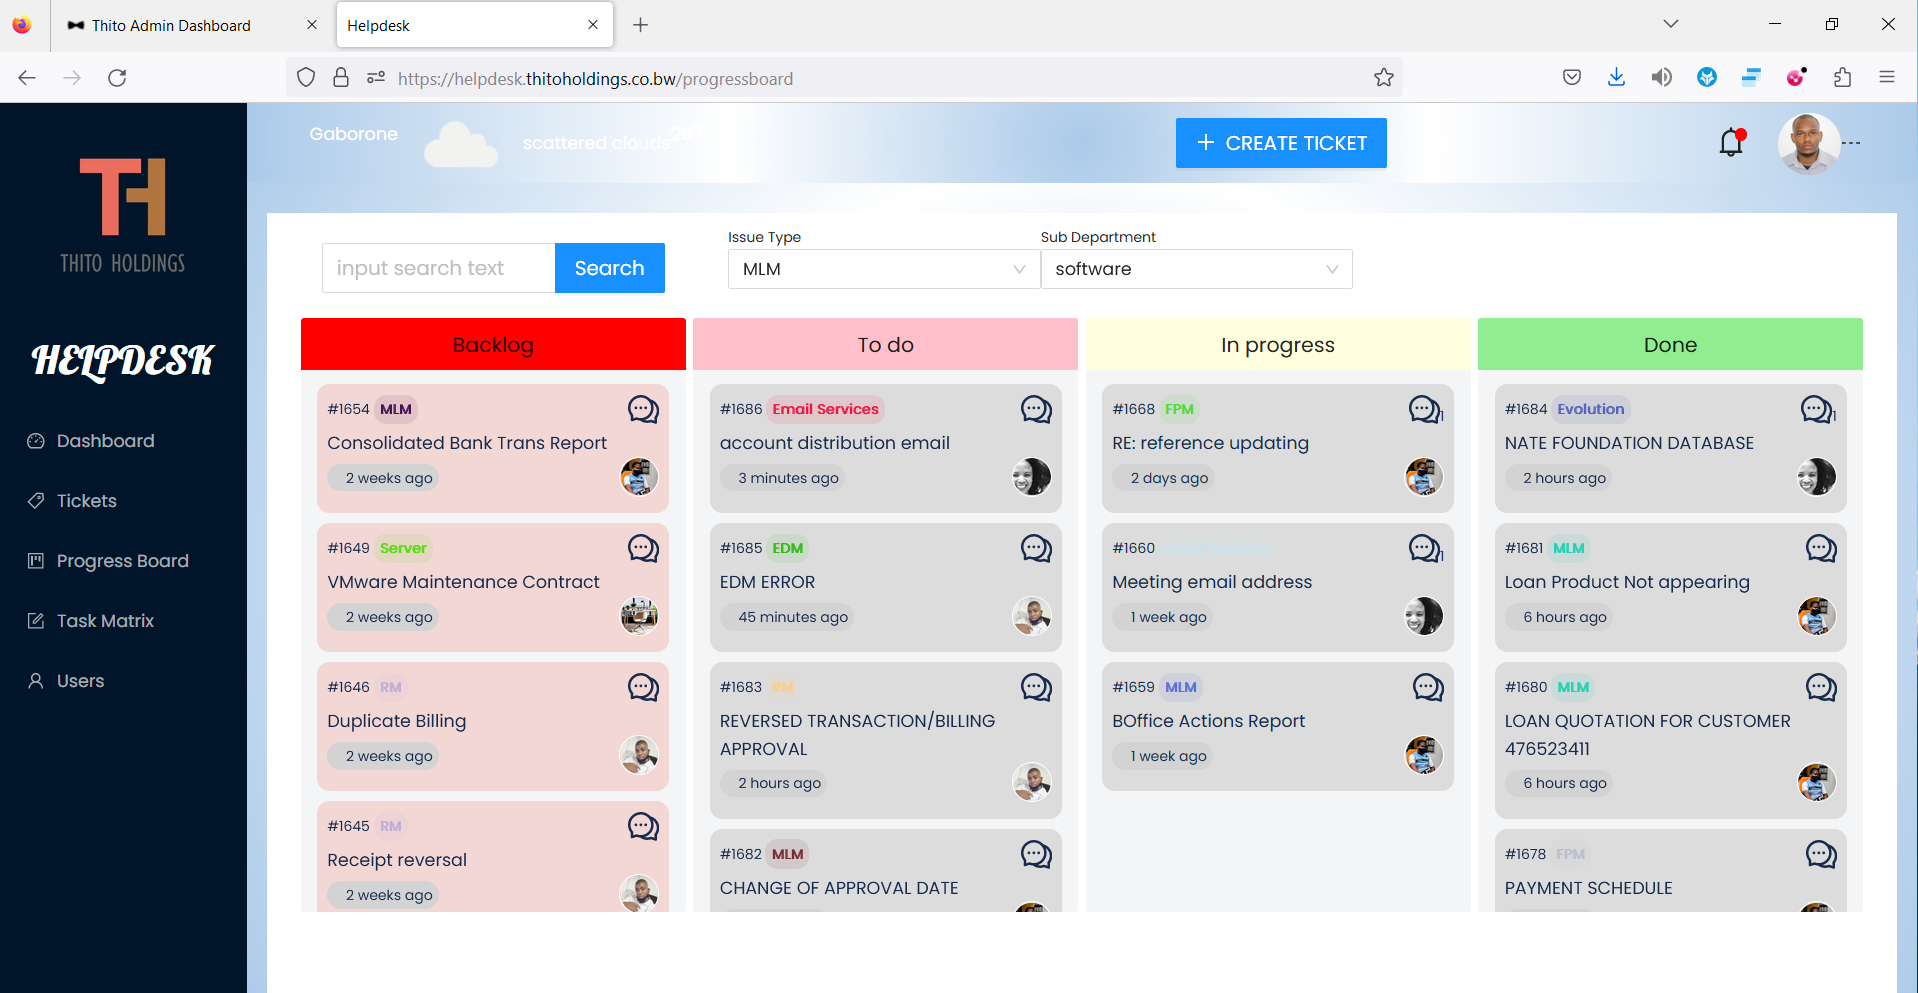 Thito Admin Dashboard
Helpdesk
https://helpdesk.thitoholdings.co.bw/progressboard
TH
THITO HOLDINGS
HELPDESK
Dashboard
Tickets
Progress Board
Task Matrix
Users
Gaborone
scattered clouds
+ CREATE TICKET
input search text
Search
Issue Type
MLM
Sub Department
software
Backlog
#1654 MLM
Consolidated Bank Trans Report
2 weeks ago
#1649 Server
VMware Maintenance Contract
2 weeks ago
#1646 RM
Duplicate Billing
2 weeks ago
#1645 RM
Receipt reversal
2 weeks ago
To do
#1686 Email Services
account distribution email
3 minutes ago
#1685 EDM
EDM ERROR
45 minutes ago
#1683 RM
REVERSED TRANSACTION/BILLING
APPROVAL
2 hours ago
#1682 MLM
CHANGE OF APPROVAL DATE
In progress
#1668 FPM
1
RE: reference updating
2 days ago
#1660
1
Meeting email address
1 week ago
#1659 MLM
BOffice Actions Report
1 week ago
Done
#1684 Evolution
1
NATE FOUNDATION DATABASE
2 hours ago
#1681 MLM
Loan Product Not appearing
6 hours ago
#1680 MLM
LOAN QUOTATION FOR CUSTOMER
476523411
6 hours ago
#1678 FPM
PAYMENT SCHEDULE